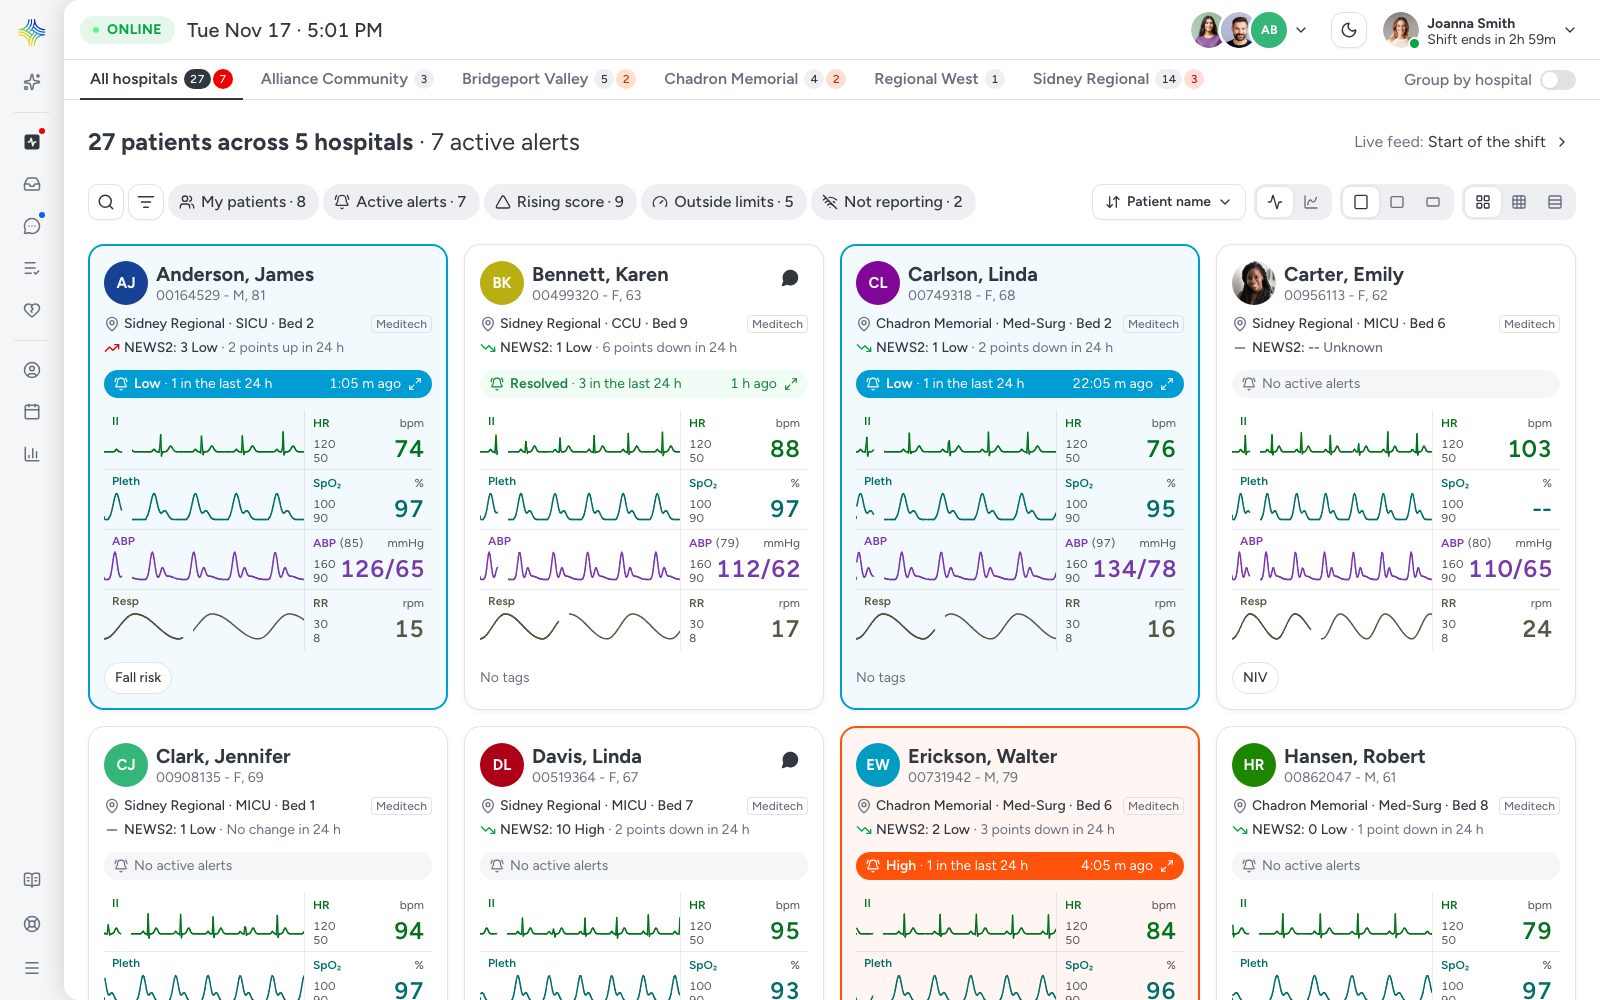 ONLINE Tue Nov 17 · 5:01 PM
AB
Joanna Smith
Shift ends in 2h 59m
All hospitals 27 7 Alliance Community 3 Bridgeport Valley 5 2 Chadron Memorial 4 2 Regional West 1 Sidney Regional 14 3 Group by hospital
27 patients across 5 hospitals · 7 active alerts Live feed: Start of the shift
My patients · 8 Active alerts · 7 Rising score · 9 Outside limits · 5 Not reporting · 2 Patient name
AJ Anderson, James
00164529 - M, 81
Sidney Regional · SICU · Bed 2 Meditech
NEWS2: 3 Low · 2 points up in 24 h
Low · 1 in the last 24 h 1:05 m ago
II HR bpm
120
50 74
Pleth SpO₂ %
100
90 97
ABP ABP (85) mmHg
160
90 126/65
Resp RR rpm
30
8 15
Fall risk
BK Bennett, Karen
00499320 - F, 63
Sidney Regional · CCU · Bed 9 Meditech
NEWS2: 1 Low · 6 points down in 24 h
Resolved · 3 in the last 24 h 1 h ago
II HR bpm
120
50 88
Pleth SpO₂ %
100
90 97
ABP ABP (79) mmHg
160
90 112/62
Resp RR rpm
30
8 17
No tags
CL Carlson, Linda
00749318 - F, 68
Chadron Memorial · Med-Surg · Bed 2 Meditech
NEWS2: 1 Low · 2 points down in 24 h
Low · 1 in the last 24 h 22:05 m ago
II HR bpm
120
50 76
Pleth SpO₂ %
100
90 95
ABP ABP (97) mmHg
160
90 134/78
Resp RR rpm
30
8 16
No tags
Carter, Emily
00956113 - F, 62
Sidney Regional · MICU · Bed 6 Meditech
NEWS2: -- Unknown
No active alerts
II HR bpm
120
50 103
Pleth SpO₂ %
100
90 --
ABP ABP (80) mmHg
160
90 110/65
Resp RR rpm
30
8 24
NIV
CJ Clark, Jennifer
00908135 - F, 69
Sidney Regional · MICU · Bed 1 Meditech
NEWS2: 1 Low · No change in 24 h
No active alerts
II HR bpm
120
50 94
Pleth SpO₂ %
100
90 97
DL Davis, Linda
00519364 - F, 67
Sidney Regional · MICU · Bed 7 Meditech
NEWS2: 10 High · 2 points down in 24 h
No active alerts
II HR bpm
120
50 95
Pleth SpO₂ %
100
90 93
EW Erickson, Walter
00731942 - M, 79
Chadron Memorial · Med-Surg · Bed 6 Meditech
NEWS2: 2 Low · 3 points down in 24 h
High · 1 in the last 24 h 4:05 m ago
II HR bpm
120
50 84
Pleth SpO₂ %
100
90 96
HR Hansen, Robert
00862047 - M, 61
Chadron Memorial · Med-Surg · Bed 8 Meditech
NEWS2: 0 Low · 1 point down in 24 h
No active alerts
II HR bpm
120
50 79
Pleth SpO₂ %
100
90 97